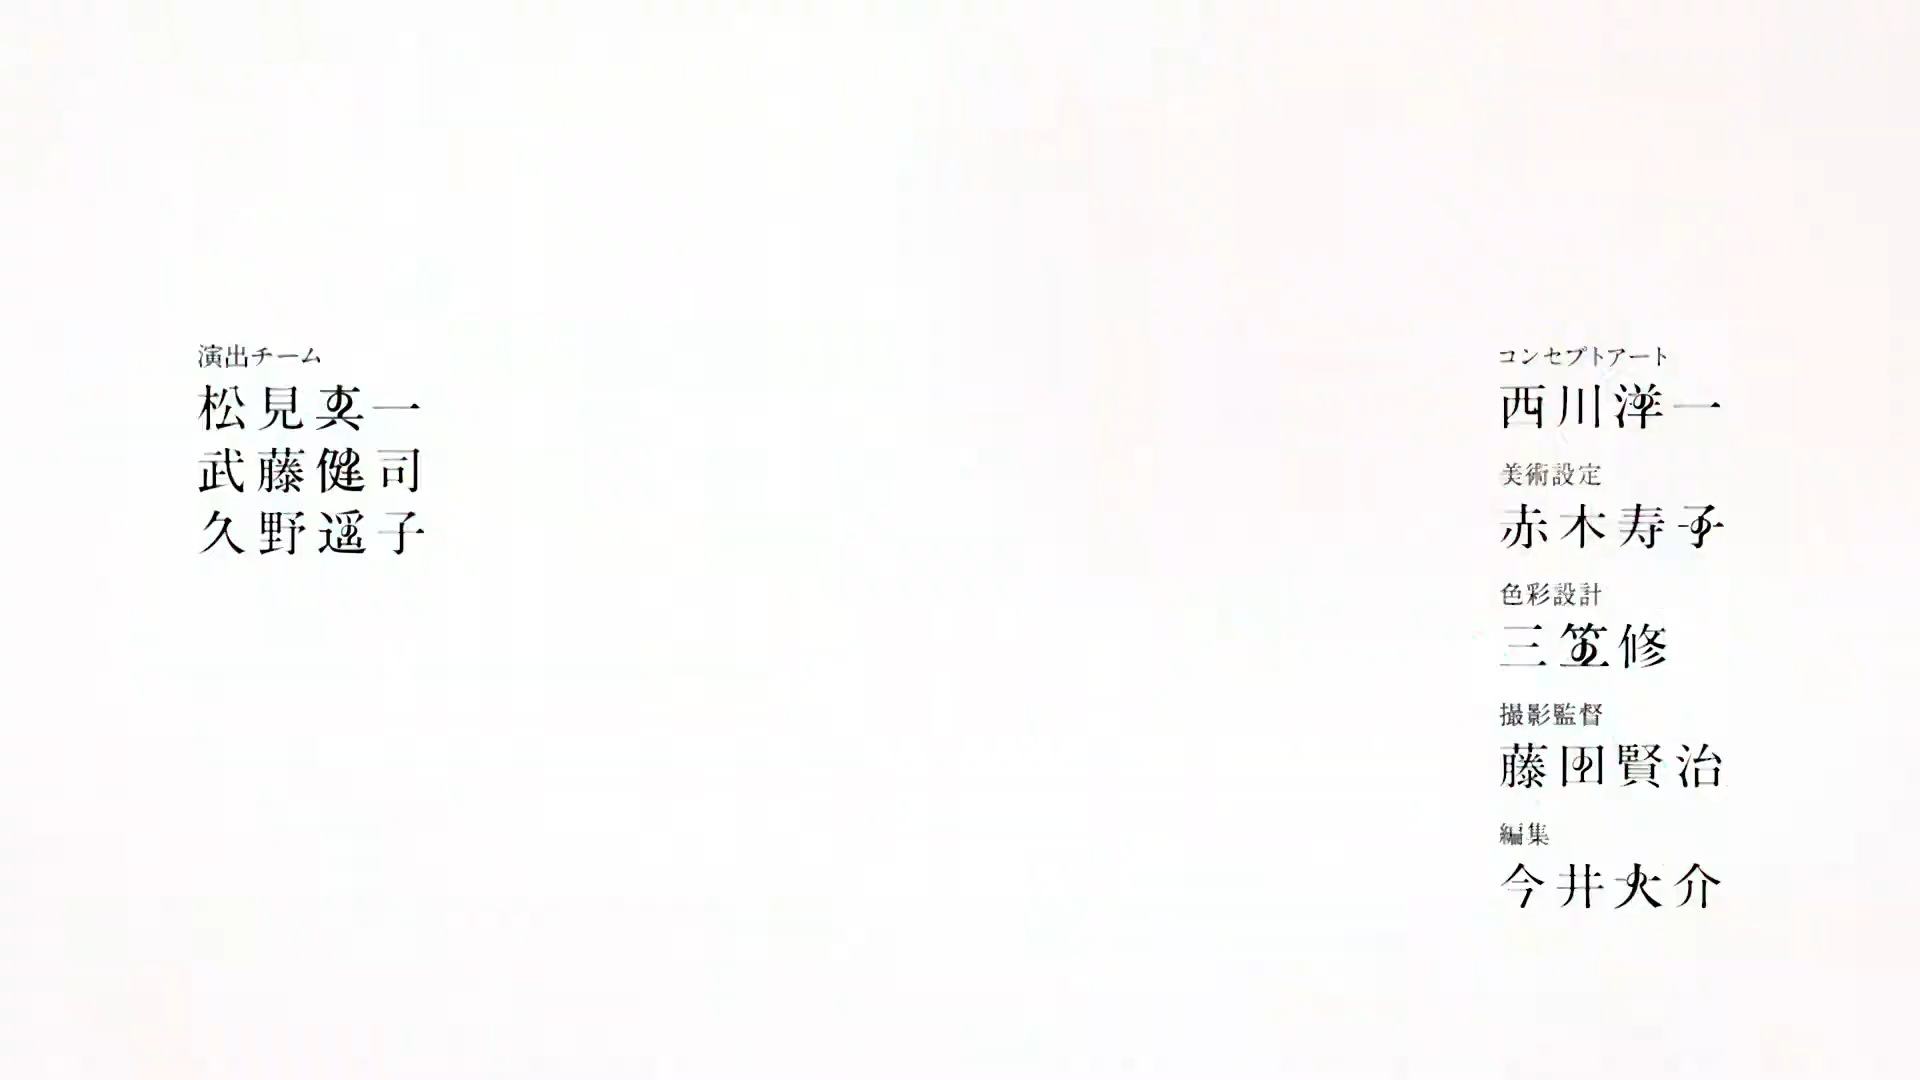 演出チーム
松見真一
武藤健司
久野遥子
コンセプトアート
西川洋一
美術設定
赤木寿子
色彩設計
三笠修
撮影監督
藤田賢治
編集
今井大介